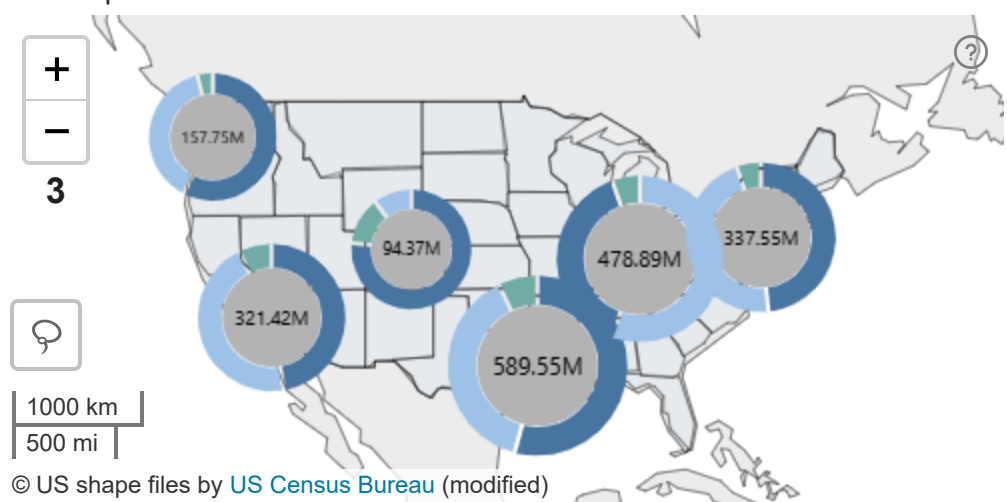 +
?
−
3
157.75M
94.37M
321.42M
478.89M
337.55M
589.55M
1000 km
500 mi
© US shape files by US Census Bureau (modified)